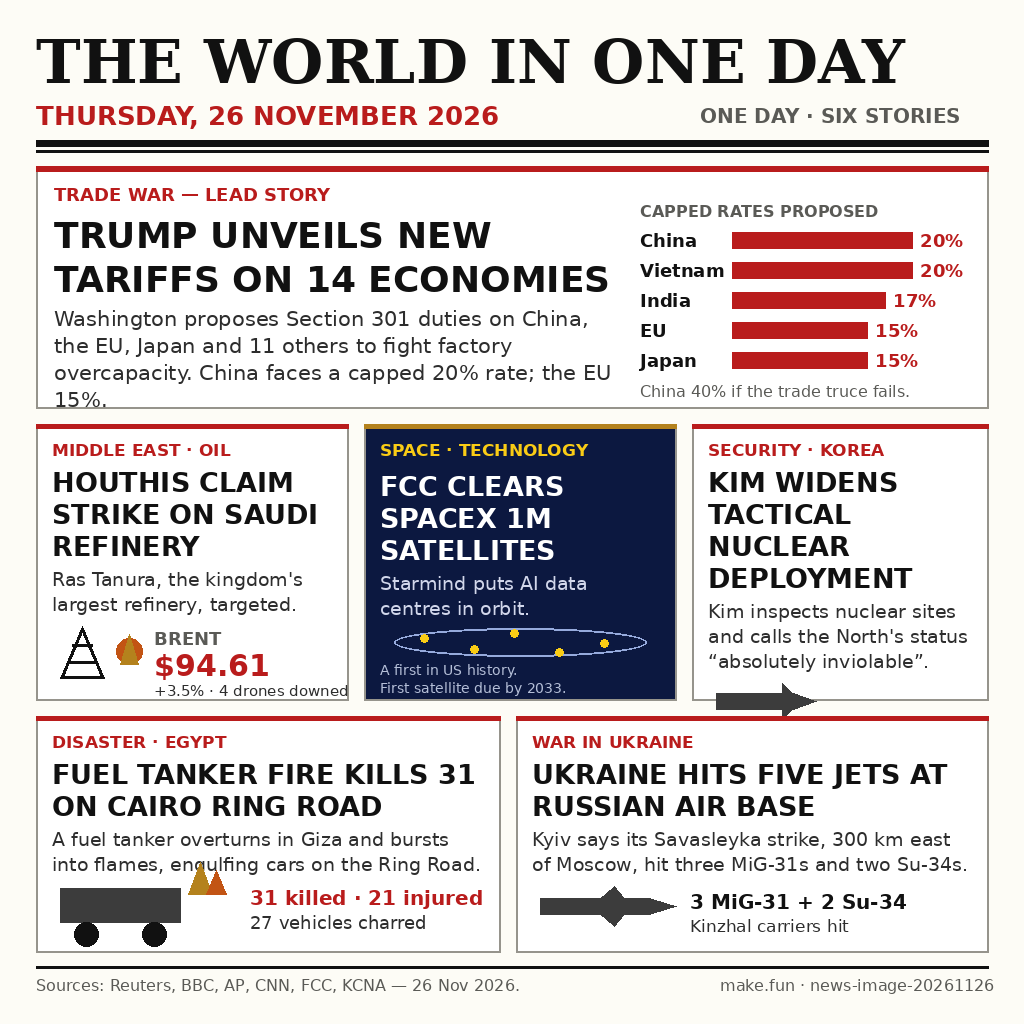 THE WORLD IN ONE DAY
THURSDAY, 26 NOVEMBER 2026
ONE DAY · SIX STORIES
TRADE WAR — LEAD STORY
TRUMP UNVEILS NEW
TARIFFS ON 14 ECONOMIES
Washington proposes Section 301 duties on China,
the EU, Japan and 11 others to fight factory
overcapacity. China faces a capped 20% rate; the EU
15%.
CAPPED RATES PROPOSED
China 20%
Vietnam 20%
India 17%
EU 15%
Japan 15%
China 40% if the trade truce fails.
MIDDLE EAST · OIL
HOUTHIS CLAIM
STRIKE ON SAUDI
REFINERY
Ras Tanura, the kingdom's
largest refinery, targeted.
BRENT
$94.61
+3.5% · 4 drones downed
SPACE · TECHNOLOGY
FCC CLEARS
SPACEX 1M
SATELLITES
Starmind puts AI data
centres in orbit.
A first in US history.
First satellite due by 2033.
SECURITY · KOREA
KIM WIDENS
TACTICAL
NUCLEAR
DEPLOYMENT
Kim inspects nuclear sites
and calls the North's status
“absolutely inviolable”.
DISASTER · EGYPT
FUEL TANKER FIRE KILLS 31
ON CAIRO RING ROAD
A fuel tanker overturns in Giza and bursts
into flames, engulfing cars on the Ring Road.
31 killed · 21 injured
27 vehicles charred
WAR IN UKRAINE
UKRAINE HITS FIVE JETS AT
RUSSIAN AIR BASE
Kyiv says its Savasleyka strike, 300 km east
of Moscow, hit three MiG-31s and two Su-34s.
3 MiG-31 + 2 Su-34
Kinzhal carriers hit
Sources: Reuters, BBC, AP, CNN, FCC, KCNA — 26 Nov 2026.
make.fun · news-image-20261126